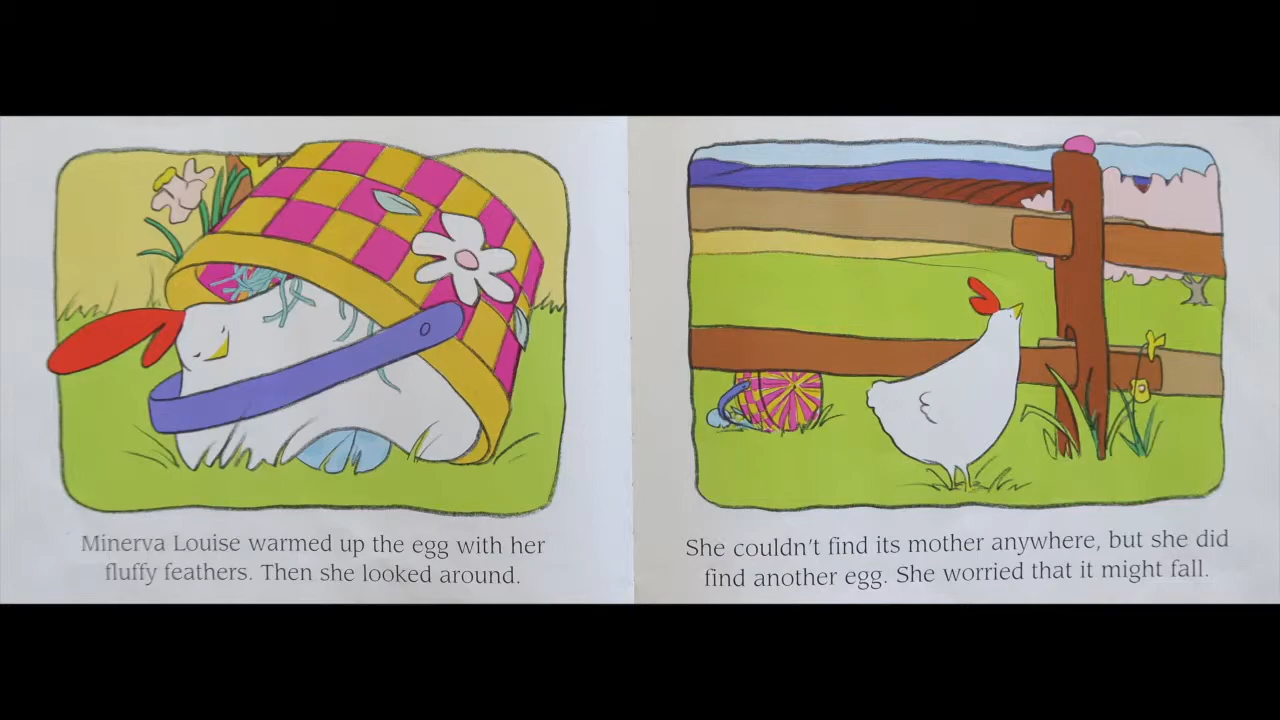 Minerva Louise warmed up the egg with her
fluffy feathers. Then she looked around.
She couldn't find its mother anywhere, but she did
find another egg. She worried that it might fall.